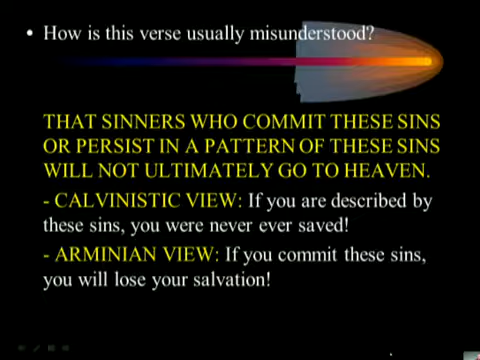 • How is this verse usually misunderstood?
THAT SINNERS WHO COMMIT THESE SINS
OR PERSIST IN A PATTERN OF THESE SINS
WILL NOT ULTIMATELY GO TO HEAVEN.
- CALVINISTIC VIEW: If you are described by
these sins, you were never ever saved!
- ARMINIAN VIEW: If you commit these sins,
you will lose your salvation!